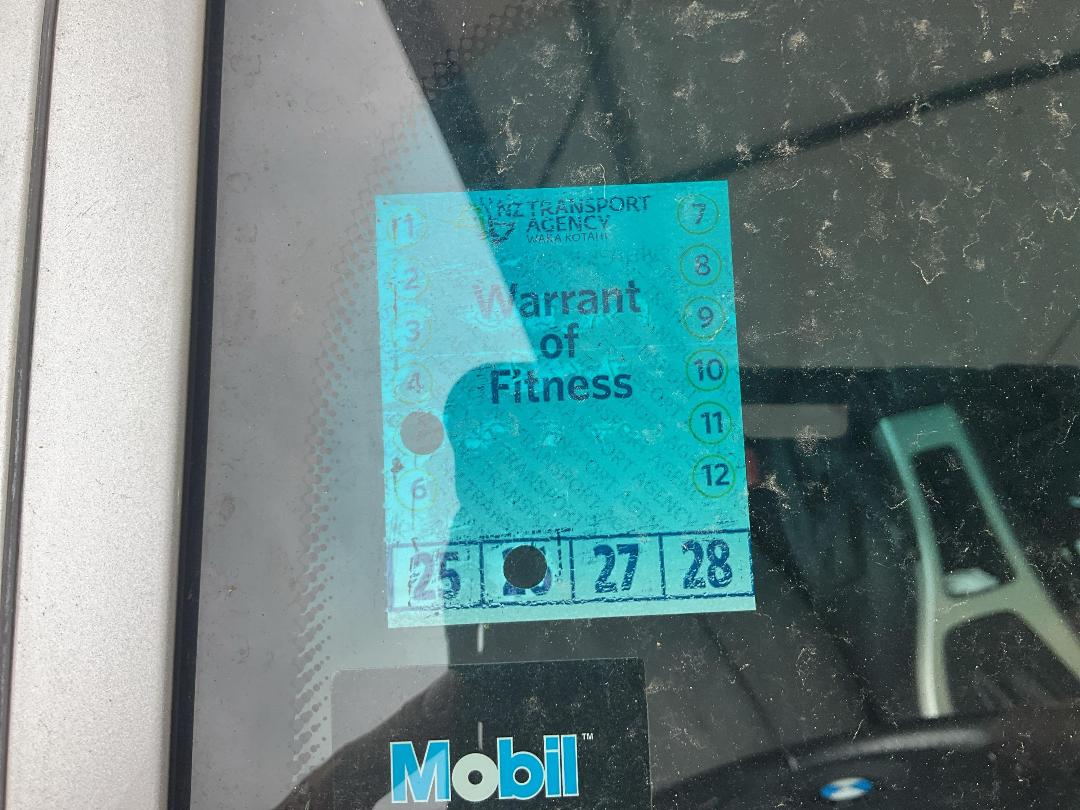 NZ TRANSPORT
AGENCY
WAKA KOTAHI
1
2
3
4
6
7
8
9
10
11
12
Warrant
of
Fitness
25 27 28
Mobil™